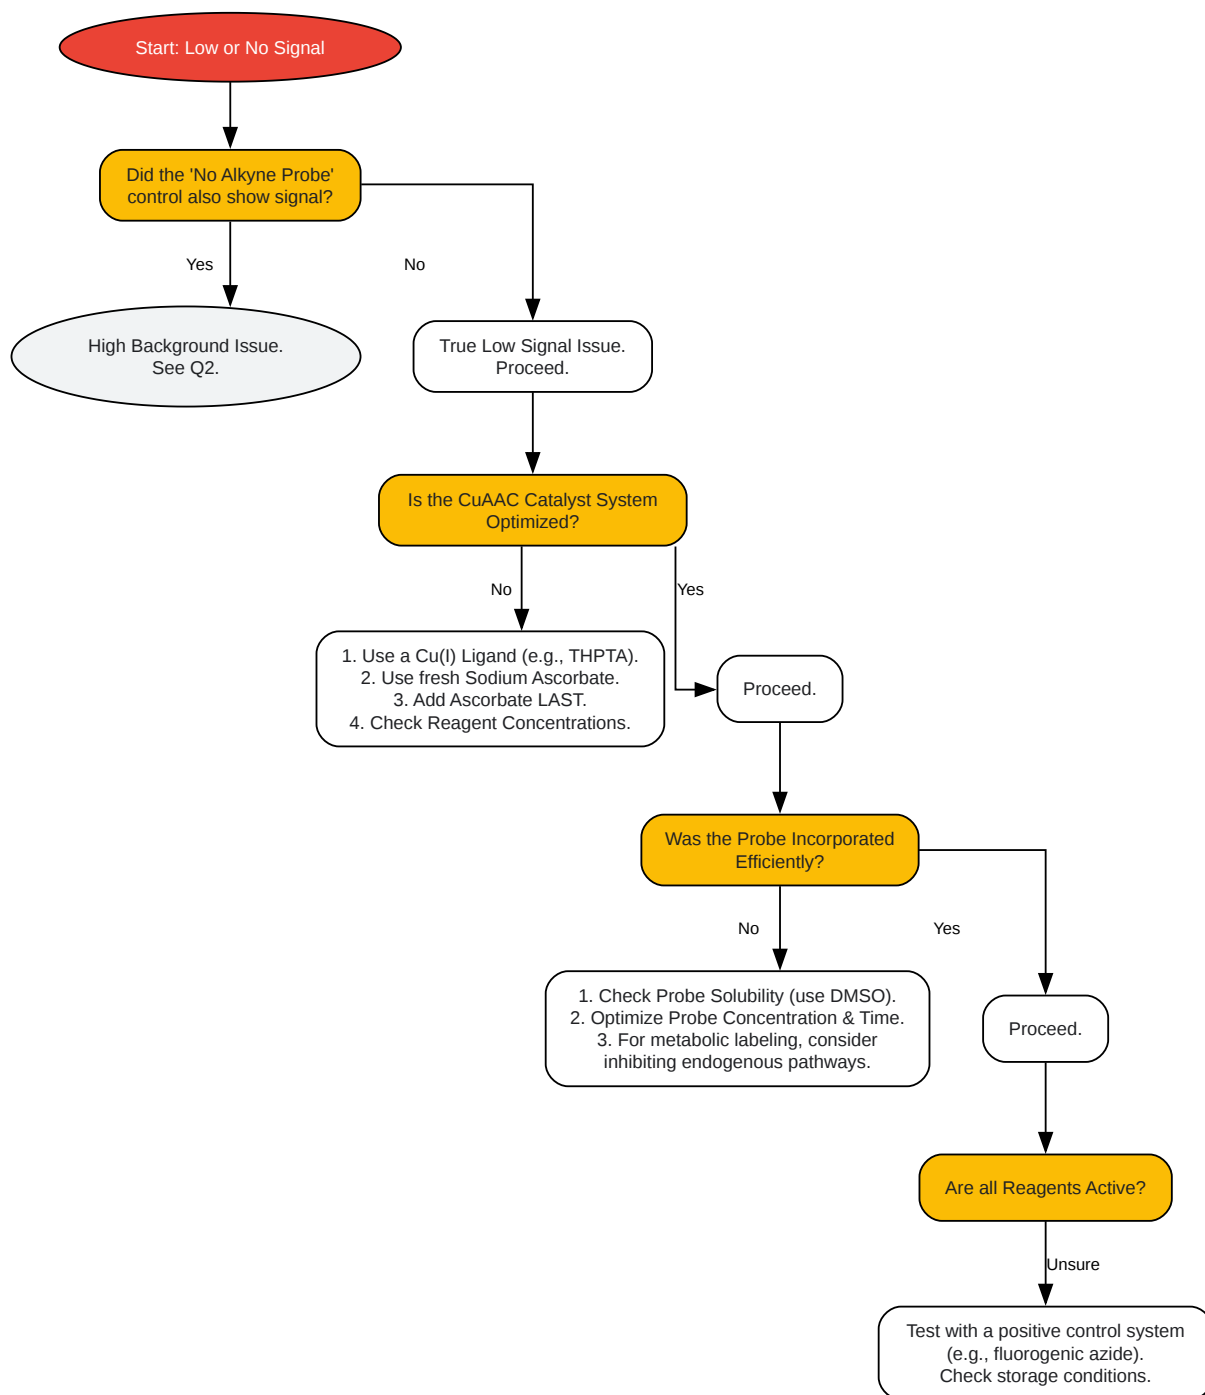 Start: Low or No Signal
Did the 'No Alkyne Probe'
control also show signal?
Yes
No
High Background Issue.
See Q2.
True Low Signal Issue.
Proceed.
Is the CuAAC Catalyst System
Optimized?
No
Yes
1. Use a Cu(I) Ligand (e.g., THPTA).
2. Use fresh Sodium Ascorbate.
3. Add Ascorbate LAST.
4. Check Reagent Concentrations.
Proceed.
Was the Probe Incorporated
Efficiently?
No
Yes
1. Check Probe Solubility (use DMSO).
2. Optimize Probe Concentration & Time.
3. For metabolic labeling, consider
inhibiting endogenous pathways.
Proceed.
Are all Reagents Active?
Unsure
Test with a positive control system
(e.g., fluorogenic azide).
Check storage conditions.